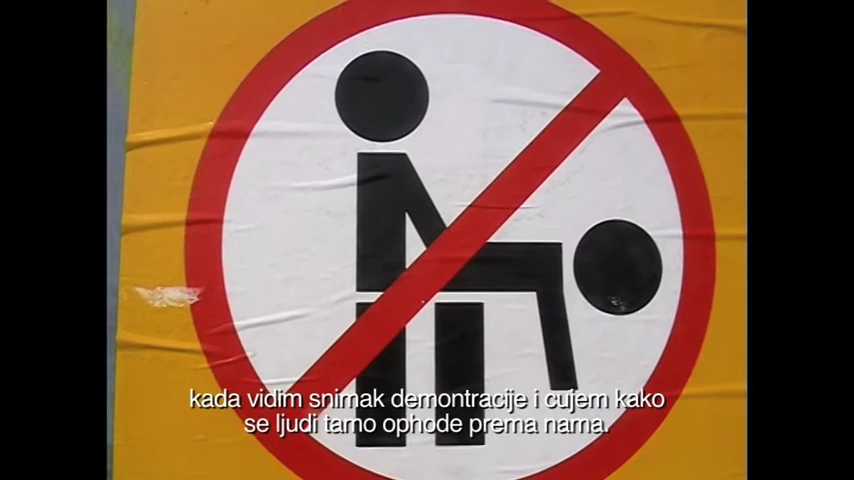 kada vidim snimak demontracije i cujem kako
se ljudi tamo ophode prema nama.